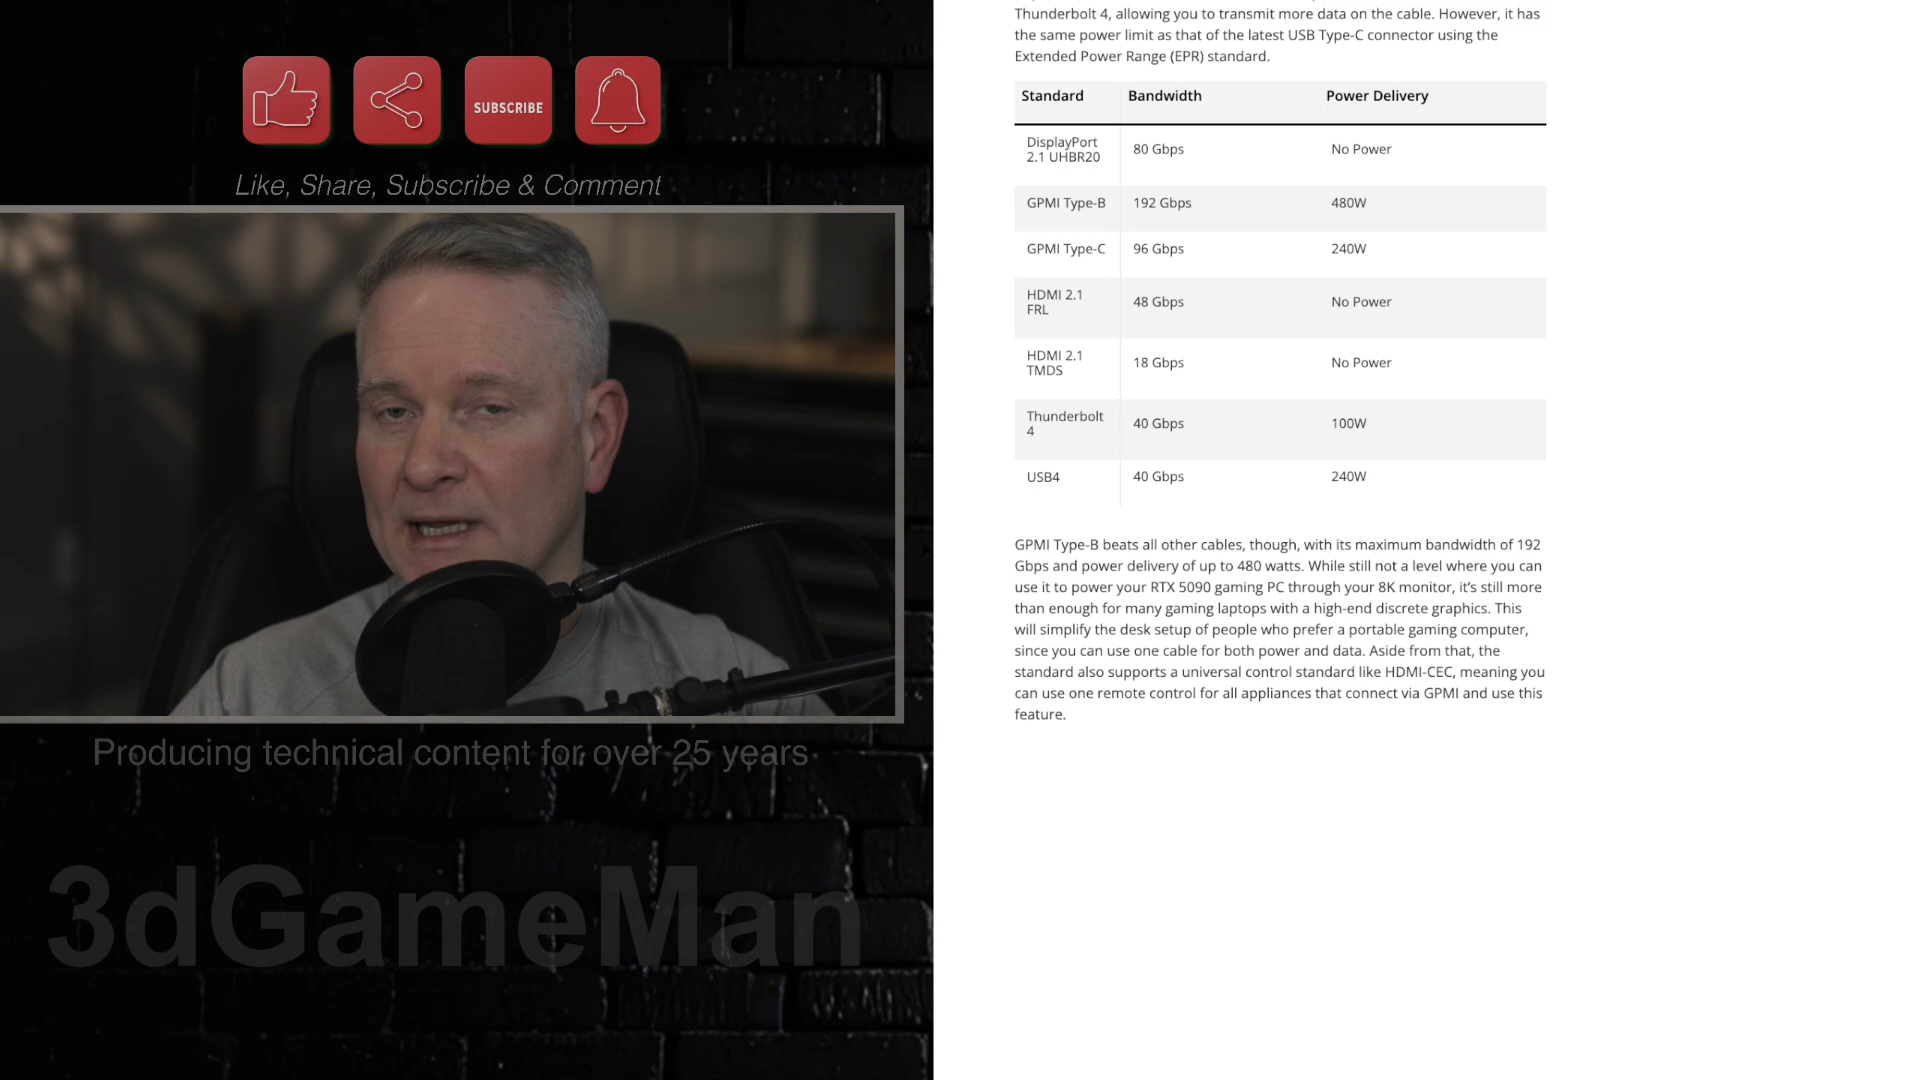 SUBSCRIBE
Like, Share, Subscribe & Comment
Producing technical content for over 25 years
3dGameMan
Thunderbolt 4, allowing you to transmit more data on the cable. However, it has
the same power limit as that of the latest USB Type-C connector using the
Extended Power Range (EPR) standard.
Standard Bandwidth Power Delivery
DisplayPort
2.1 UHBR20 80 Gbps No Power
GPMI Type-B 192 Gbps 480W
GPMI Type-C 96 Gbps 240W
HDMI 2.1
FRL 48 Gbps No Power
HDMI 2.1
TMDS 18 Gbps No Power
Thunderbolt
4 40 Gbps 100W
USB4 40 Gbps 240W
GPMI Type-B beats all other cables, though, with its maximum bandwidth of 192
Gbps and power delivery of up to 480 watts. While still not a level where you can
use it to power your RTX 5090 gaming PC through your 8K monitor, it's still more
than enough for many gaming laptops with a high-end discrete graphics. This
will simplify the desk setup of people who prefer a portable gaming computer,
since you can use one cable for both power and data. Aside from that, the
standard also supports a universal control standard like HDMI-CEC, meaning you
can use one remote control for all appliances that connect via GPMI and use this
feature.